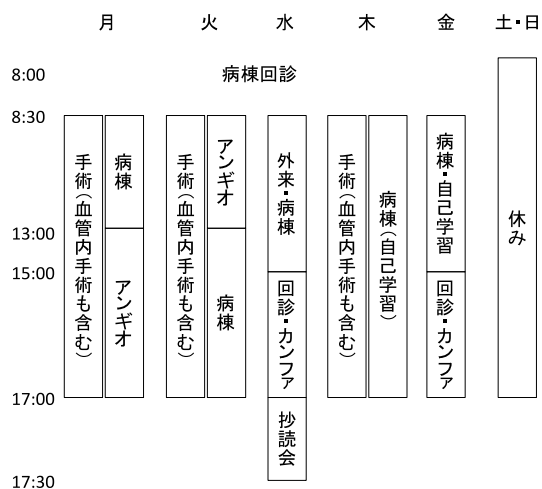 月 火 水 木 金 土・日
8:00 病棟回診
8:30
13:00
15:00
17:00
17:30
手術(血管内手術も含む)
病棟
アンギオ
手術(血管内手術も含む)
アンギオ
病棟
外来・病棟
回診・カンファ
抄読会
手術(血管内手術も含む)
病棟(自己学習)
病棟・自己学習
回診・カンファ
休み